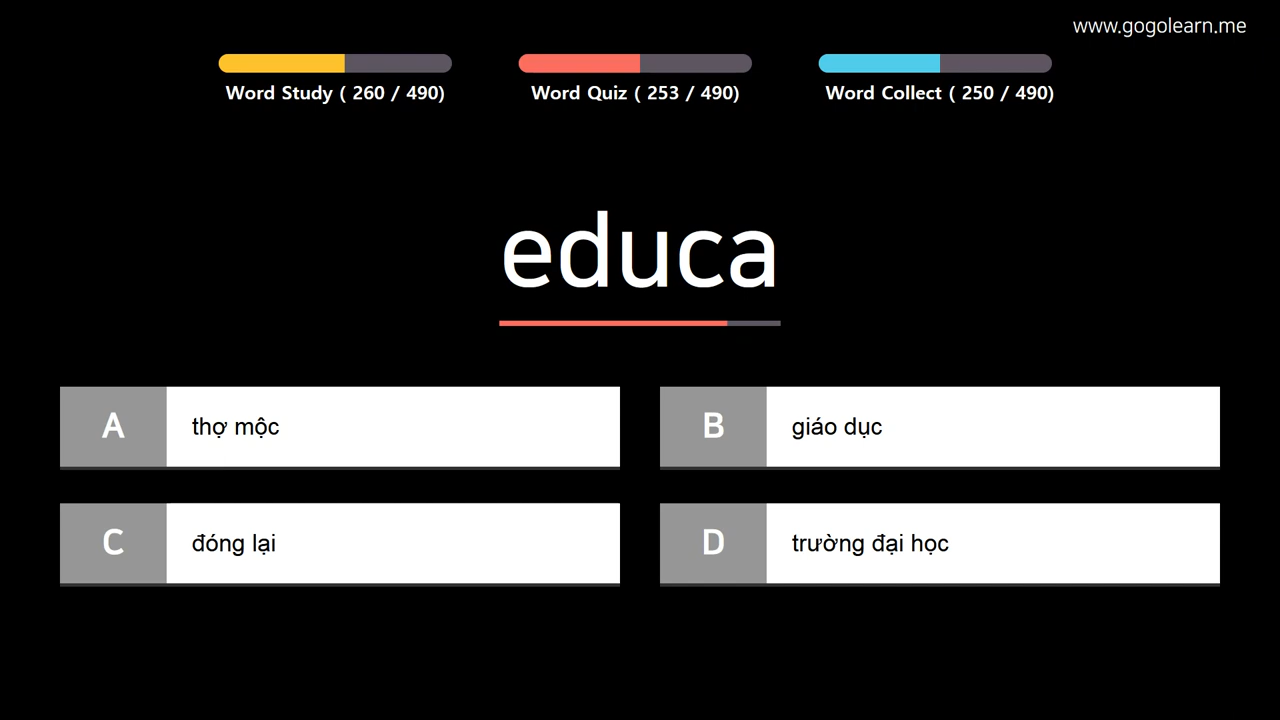 www.gogolearn.me
Word Study ( 260 / 490)
Word Quiz ( 253 / 490)
Word Collect ( 250 / 490)
educa
A thợ mộc
B giáo dục
C đóng lại
D trường đại học